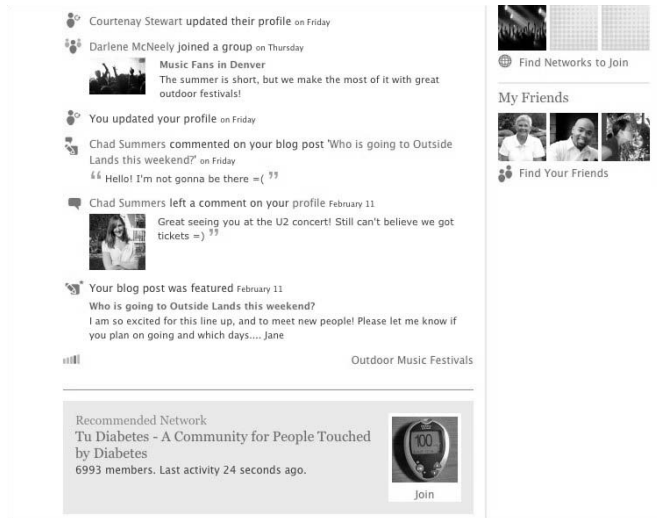 Courtenay Stewart updated their profile on Friday
Darlene McNeely joined a group on Thursday
Music Fans in Denver
The summer is short, but we make the most of it with great
outdoor festivals!
You updated your profile on Friday
Chad Summers commented on your blog post 'Who is going to Outside
Lands this weekend?' on Friday
“ Hello! I'm not gonna be there =( ”
Chad Summers left a comment on your profile February 11
Great seeing you at the U2 concert! Still can't believe we got
tickets =) ”
Your blog post was featured February 11
Who is going to Outside Lands this weekend?
I am so excited for this line up, and to meet new people! Please let me know if
you plan on going and which days.... Jane
Outdoor Music Festivals
Recommended Network
Tu Diabetes - A Community for People Touched
by Diabetes
6993 members. Last activity 24 seconds ago.
100
Join
Find Networks to Join
My Friends
Find Your Friends